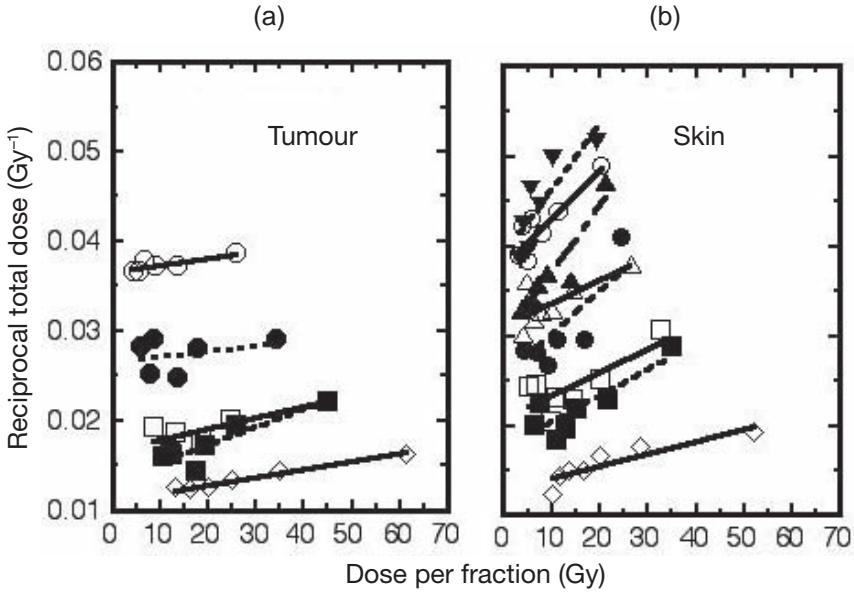 (a) (b)
0.06
0.05
0.04
0.03
0.02
0.01
Tumour
Skin
0 10 20 30 40 50 60 70
0 10 20 30 40 50 60 70
Reciprocal total dose (Gy⁻¹)
Dose per fraction (Gy)